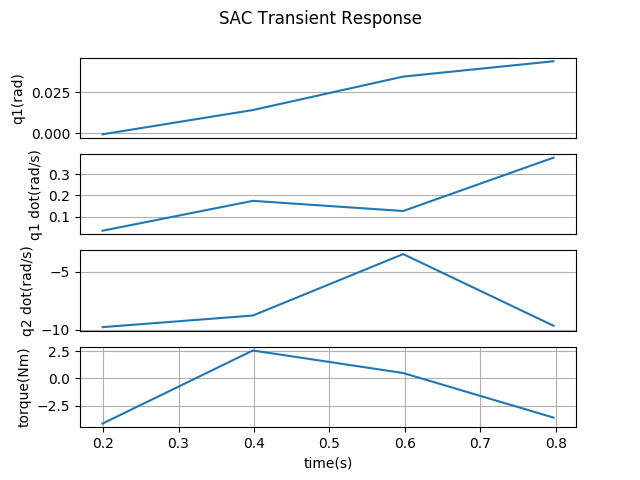 SAC Transient Response
q1(rad)
0.025
0.000
q1 dot(rad/s)
0.3
0.2
0.1
q2 dot(rad/s)
−5
−10
torque(Nm)
2.5
0.0
−2.5
0.2 0.3 0.4 0.5 0.6 0.7 0.8
time(s)